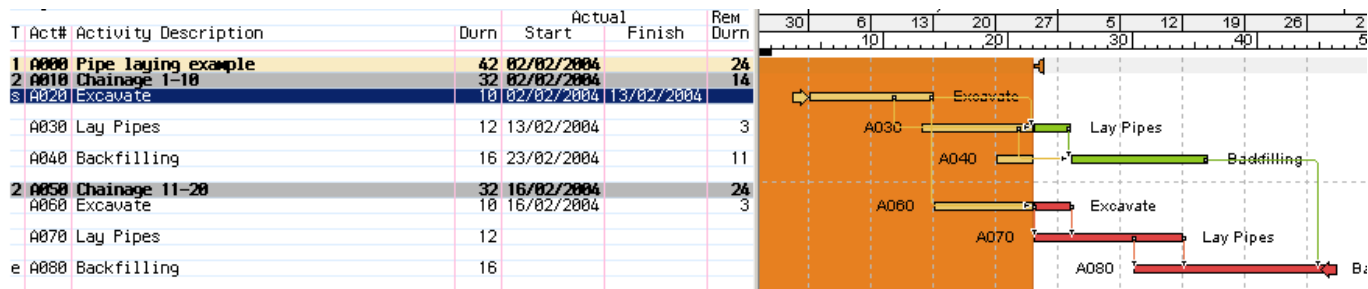 Actual Rem 30 6 13 20 27 5 12 19 26 2
T Act# Activity Description Durn Start Finish Durn 10 20 30 40 5
1 A000 Pipe laying example 42 02/02/2004 24
2 A010 Chainage 1-10 32 02/02/2004 14
s A020 Excavate 10 02/02/2004 13/02/2004 Excavate
A030 Lay Pipes 12 13/02/2004 3 A030 Lay Pipes
A040 Backfilling 16 23/02/2004 11 A040 Backfilling
2 A050 Chainage 11-20 32 16/02/2004 24
A060 Excavate 10 16/02/2004 3 A060 Excavate
A070 Lay Pipes 12 A070 Lay Pipes
e A080 Backfilling 16 A080 Ba